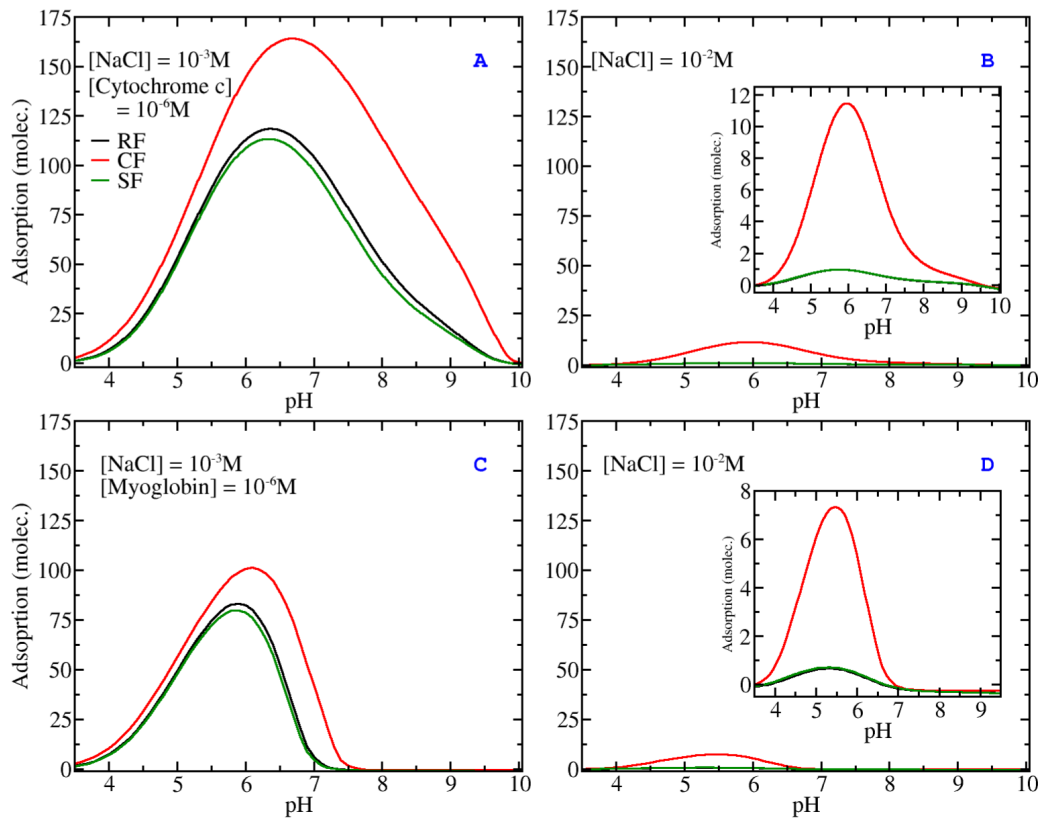 175
150
125
100
75
50
25
0
Adsorption (molec.)
[NaCl] = 10⁻³M
[Cytochrome c]
= 10⁻⁶M
RF
CF
SF
A
4 5 6 7 8 9 10
pH
175
150
125
100
75
50
25
0
[NaCl] = 10⁻²M
B
12
10
8
6
4
2
0
Adsorption (molec.)
4 5 6 7 8 9 10
pH
4 5 6 7 8 9 10
pH
175
150
125
100
75
50
25
0
Adsoprtion (molec.)
[NaCl] = 10⁻³M
[Myoglobin] = 10⁻⁶M
C
4 5 6 7 8 9 10
pH
175
150
125
100
75
50
25
0
[NaCl] = 10⁻²M
D
8
6
4
2
0
Adsorption (molec.)
4 5 6 7 8 9
pH
4 5 6 7 8 9 10
pH